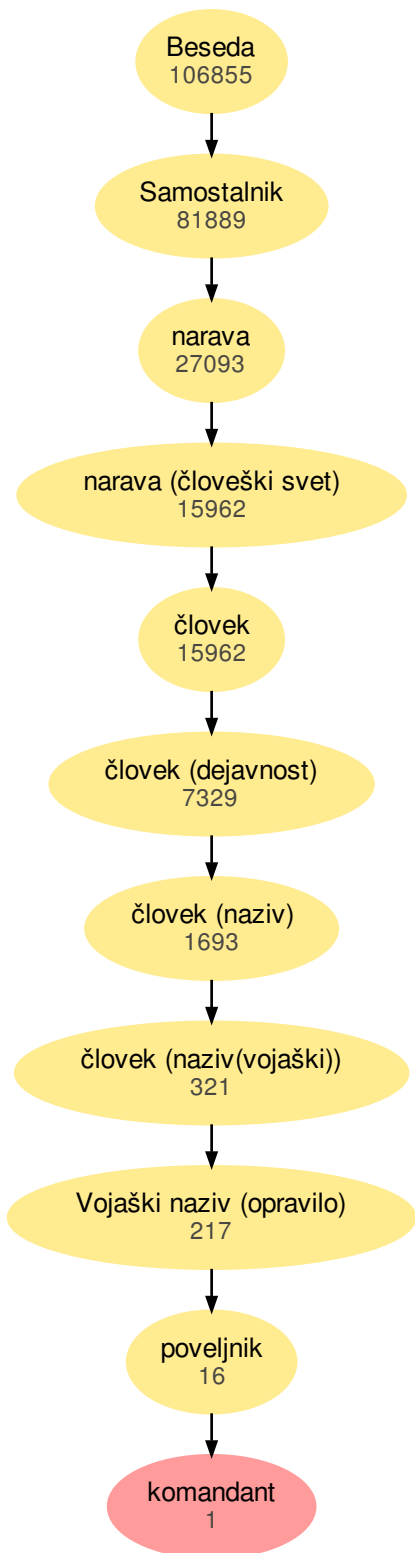 Beseda
106855
Samostalnik
81889
narava
27093
narava (človeški svet)
15962
človek
15962
človek (dejavnost)
7329
človek (naziv)
1693
človek (naziv(vojaški))
321
Vojaški naziv (opravilo)
217
poveljnik
16
komandant
1